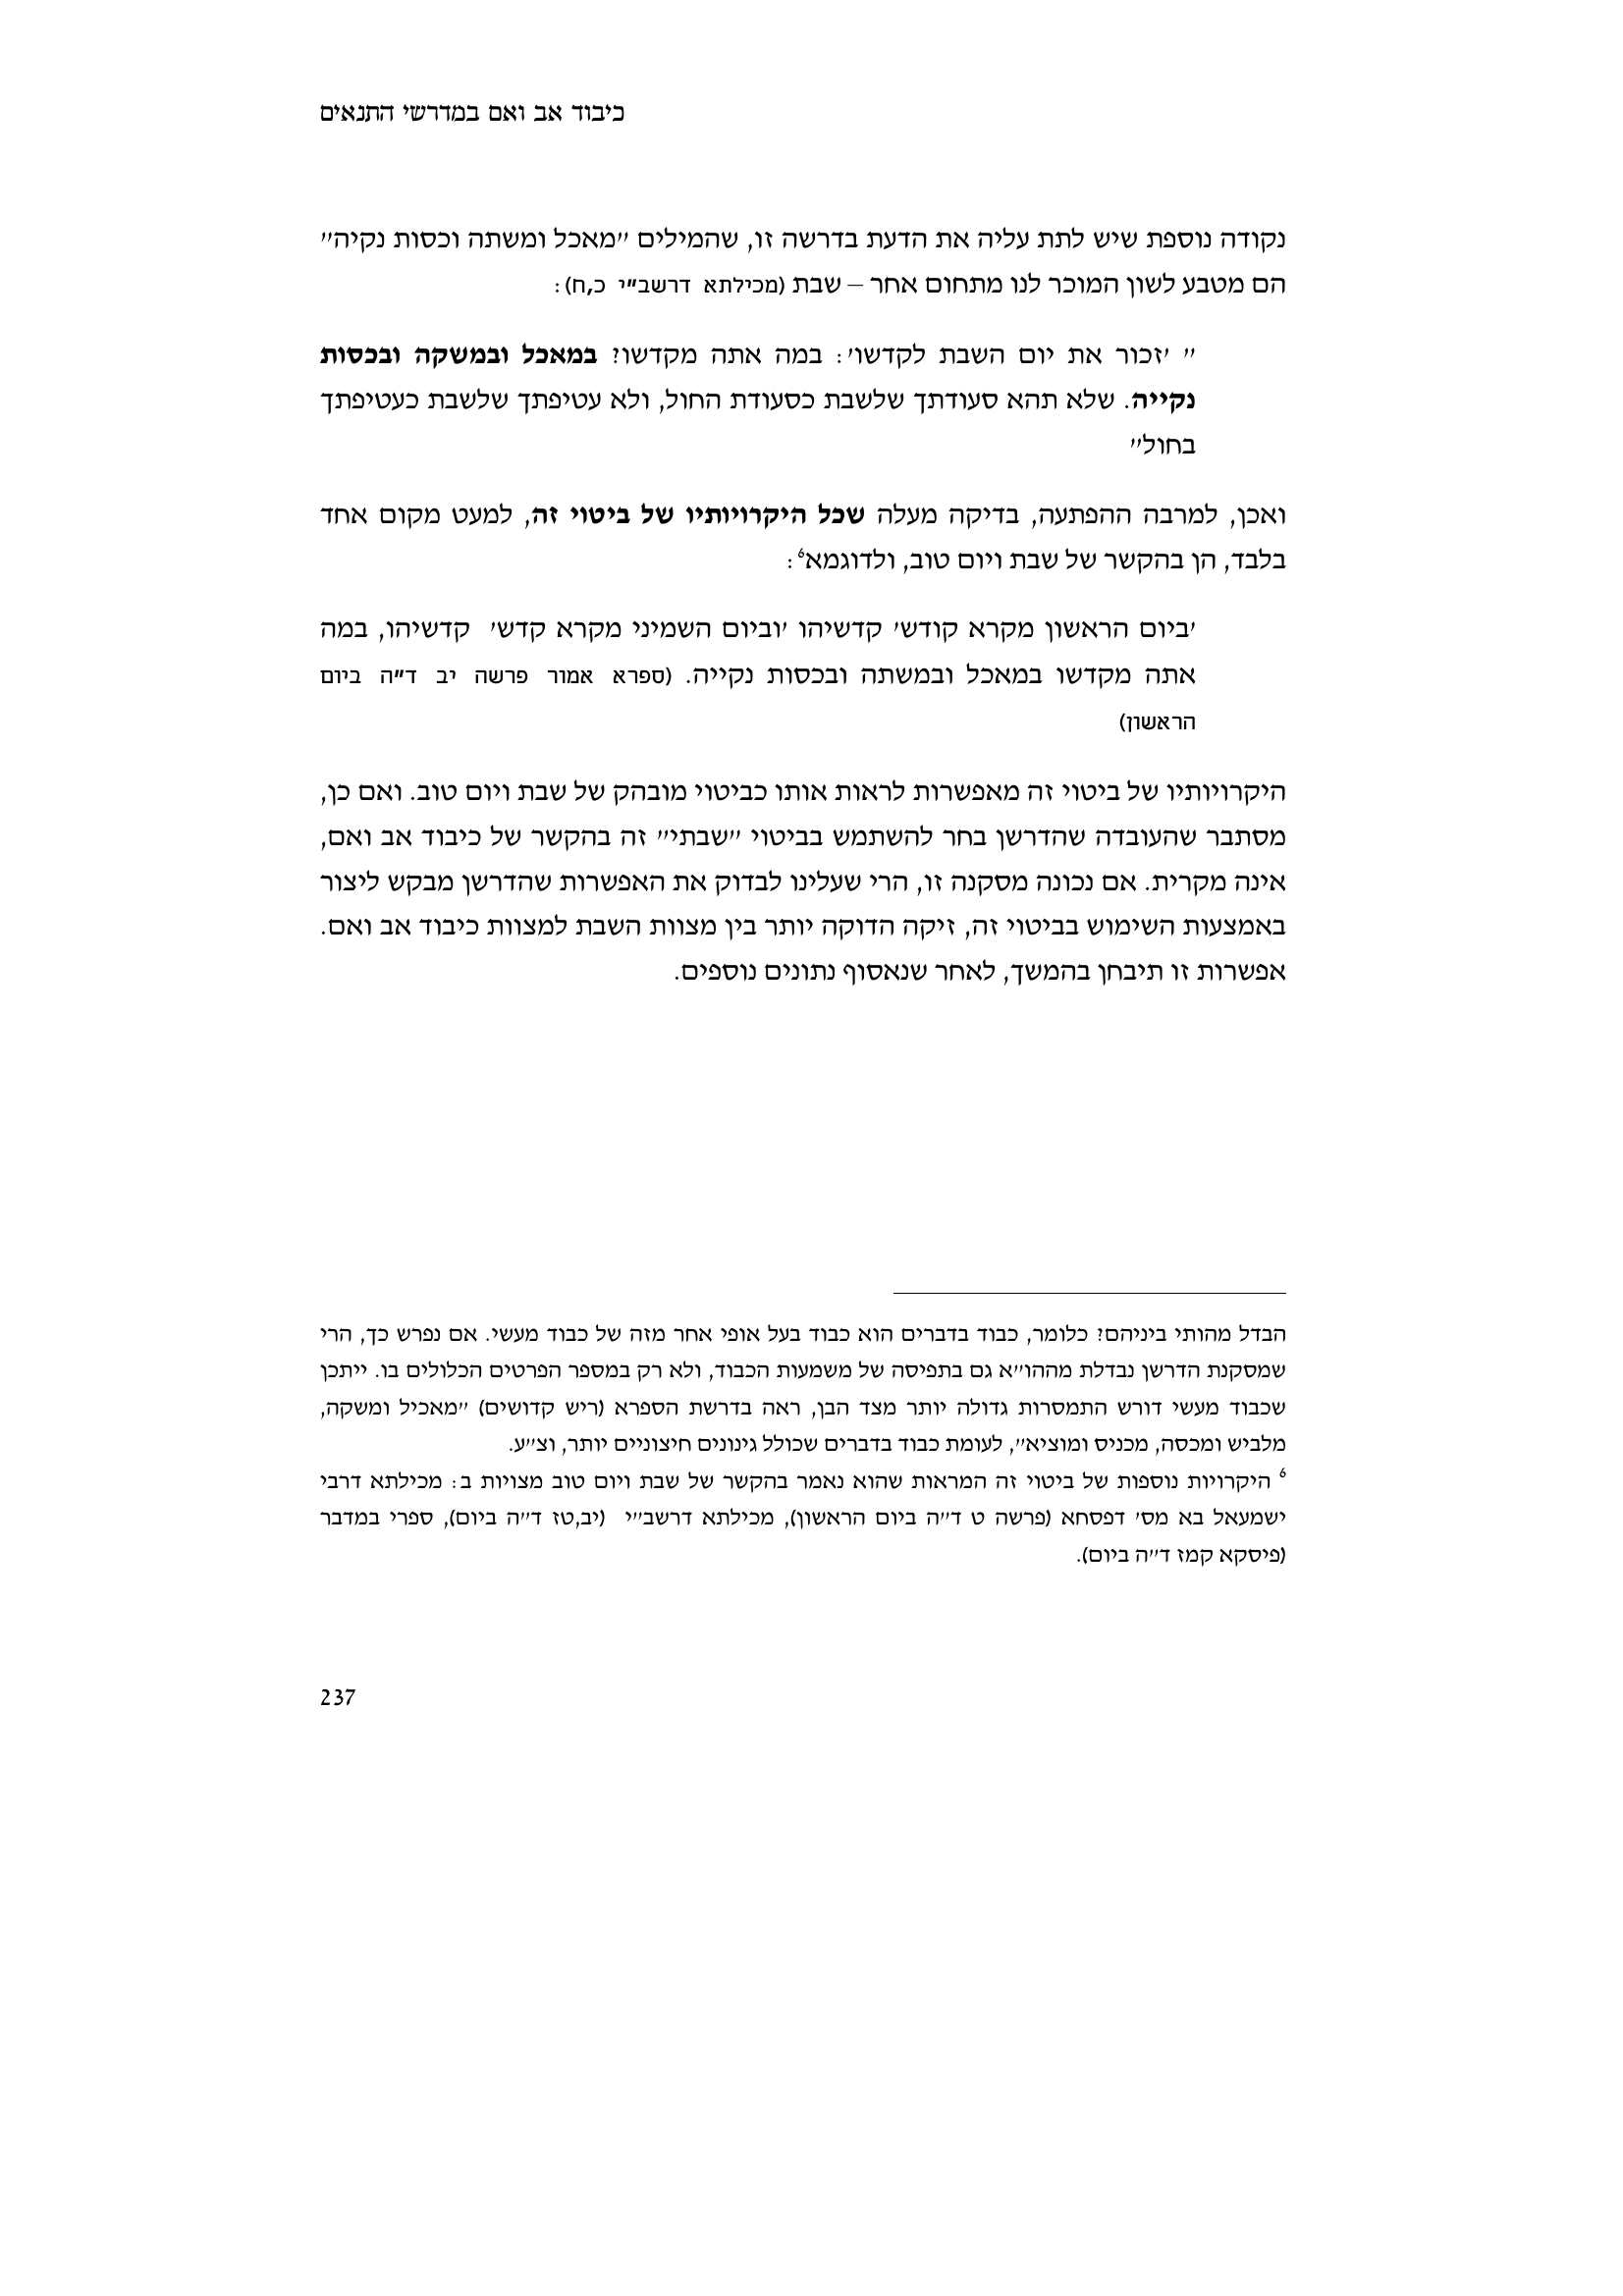 כיבוד אב ואם במדרשי התנאים
נקודה נוספת שיש לתת עליה את הדעת בדרשה זו, שהמילים "מאכל ומשתה וכסות נקיה"
הם מטבע לשון המוכר לנו מתחום אחר – שבת (מכילתא דרשב"י כ,ח):
" 'זכור את יום השבת לקדשו': במה אתה מקדשו? במאכל ובמשקה ובכסות
נקייה. שלא תהא סעודתך שלשבת כסעודת החול, ולא עטיפתך שלשבת כעטיפתך
בחול"
ואכן, למרבה ההפתעה, בדיקה מעלה שכל היקרויותיו של ביטוי זה, למעט מקום אחד
בלבד, הן בהקשר של שבת ויום טוב, ולדוגמא6:
'ביום הראשון מקרא קודש' קדשיהו 'וביום השמיני מקרא קדש' קדשיהו, במה
אתה מקדשו במאכל ובמשתה ובכסות נקייה. (ספרא אמור פרשה יב ד"ה ביום
הראשון)
היקרויותיו של ביטוי זה מאפשרות לראות אותו כביטוי מובהק של שבת ויום טוב. ואם כן,
מסתבר שהעובדה שהדרשן בחר להשתמש בביטוי "שבתי" זה בהקשר של כיבוד אב ואם,
אינה מקרית. אם נכונה מסקנה זו, הרי שעלינו לבדוק את האפשרות שהדרשן מבקש ליצור
באמצעות השימוש בביטוי זה, זיקה הדוקה יותר בין מצוות השבת למצוות כיבוד אב ואם.
אפשרות זו תיבחן בהמשך, לאחר שנאסוף נתונים נוספים.
הבדל מהותי ביניהם? כלומר, כבוד בדברים הוא כבוד בעל אופי אחר מזה של כבוד מעשי. אם נפרש כך, הרי
שמסקנת הדרשן נבדלת מההו"א גם בתפיסה של משמעות הכבוד, ולא רק במספר הפרטים הכלולים בו. ייתכן
שכבוד מעשי דורש התמסרות גדולה יותר מצד הבן, ראה בדרשת הספרא (ריש קדושים) "מאכיל ומשקה,
מלביש ומכסה, מכניס ומוציא", לעומת כבוד בדברים שכולל גינונים חיצוניים יותר, וצ"ע.
6 היקרויות נוספות של ביטוי זה המראות שהוא נאמר בהקשר של שבת ויום טוב מצויות ב: מכילתא דרבי
ישמעאל בא מס' דפסחא (פרשה ט ד"ה ביום הראשון), מכילתא דרשב"י (יב,טז ד"ה ביום), ספרי במדבר
(פיסקא קמז ד"ה ביום).
237